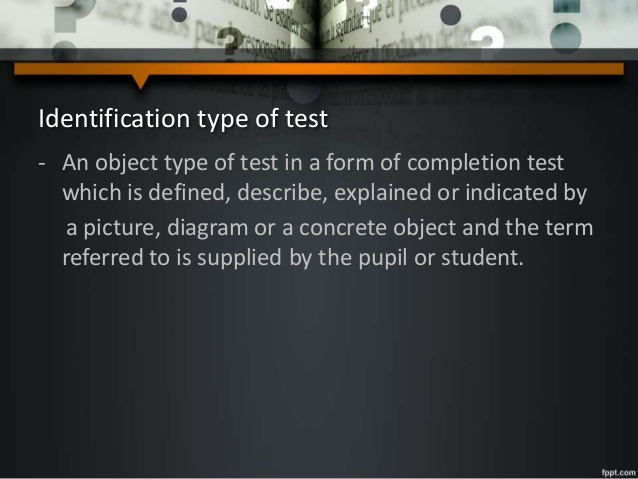 Identification type of test
- An object type of test in a form of completion test
which is defined, describe, explained or indicated by
a picture, diagram or a concrete object and the term
referred to is supplied by the pupil or student.
fppt.com